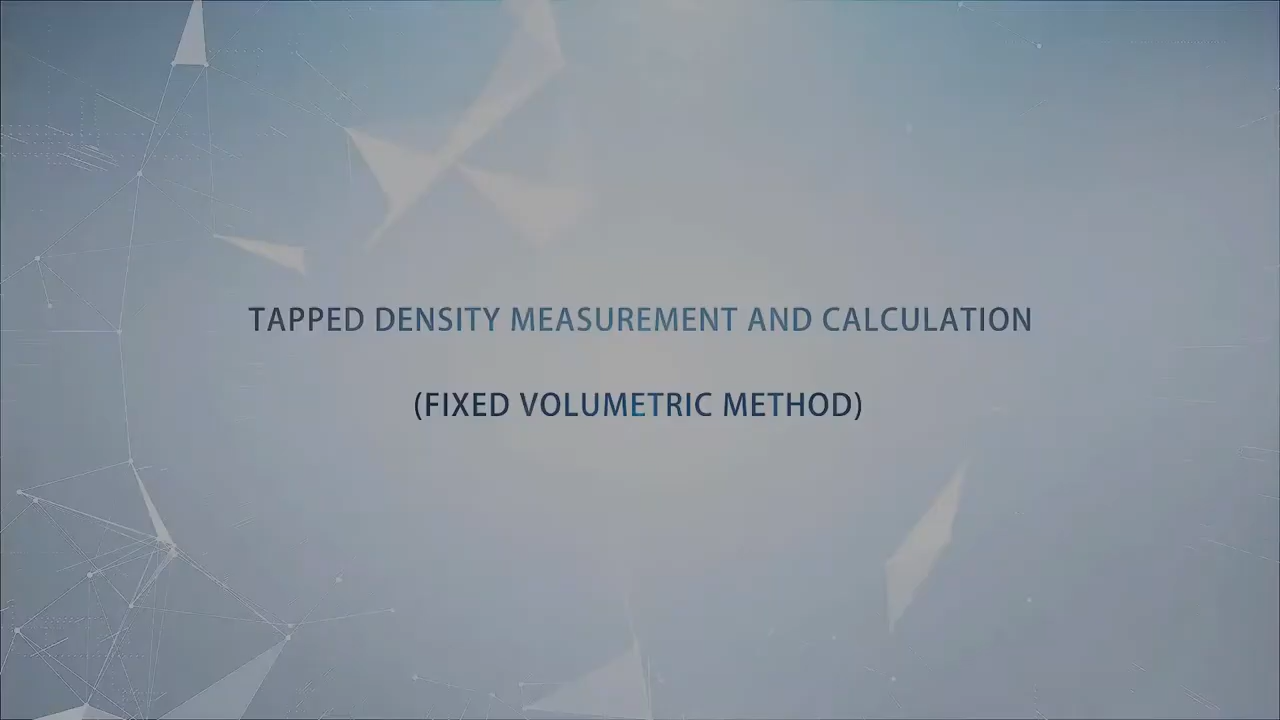 TAPPED DENSITY MEASUREMENT AND CALCULATION
(FIXED VOLUMETRIC METHOD)